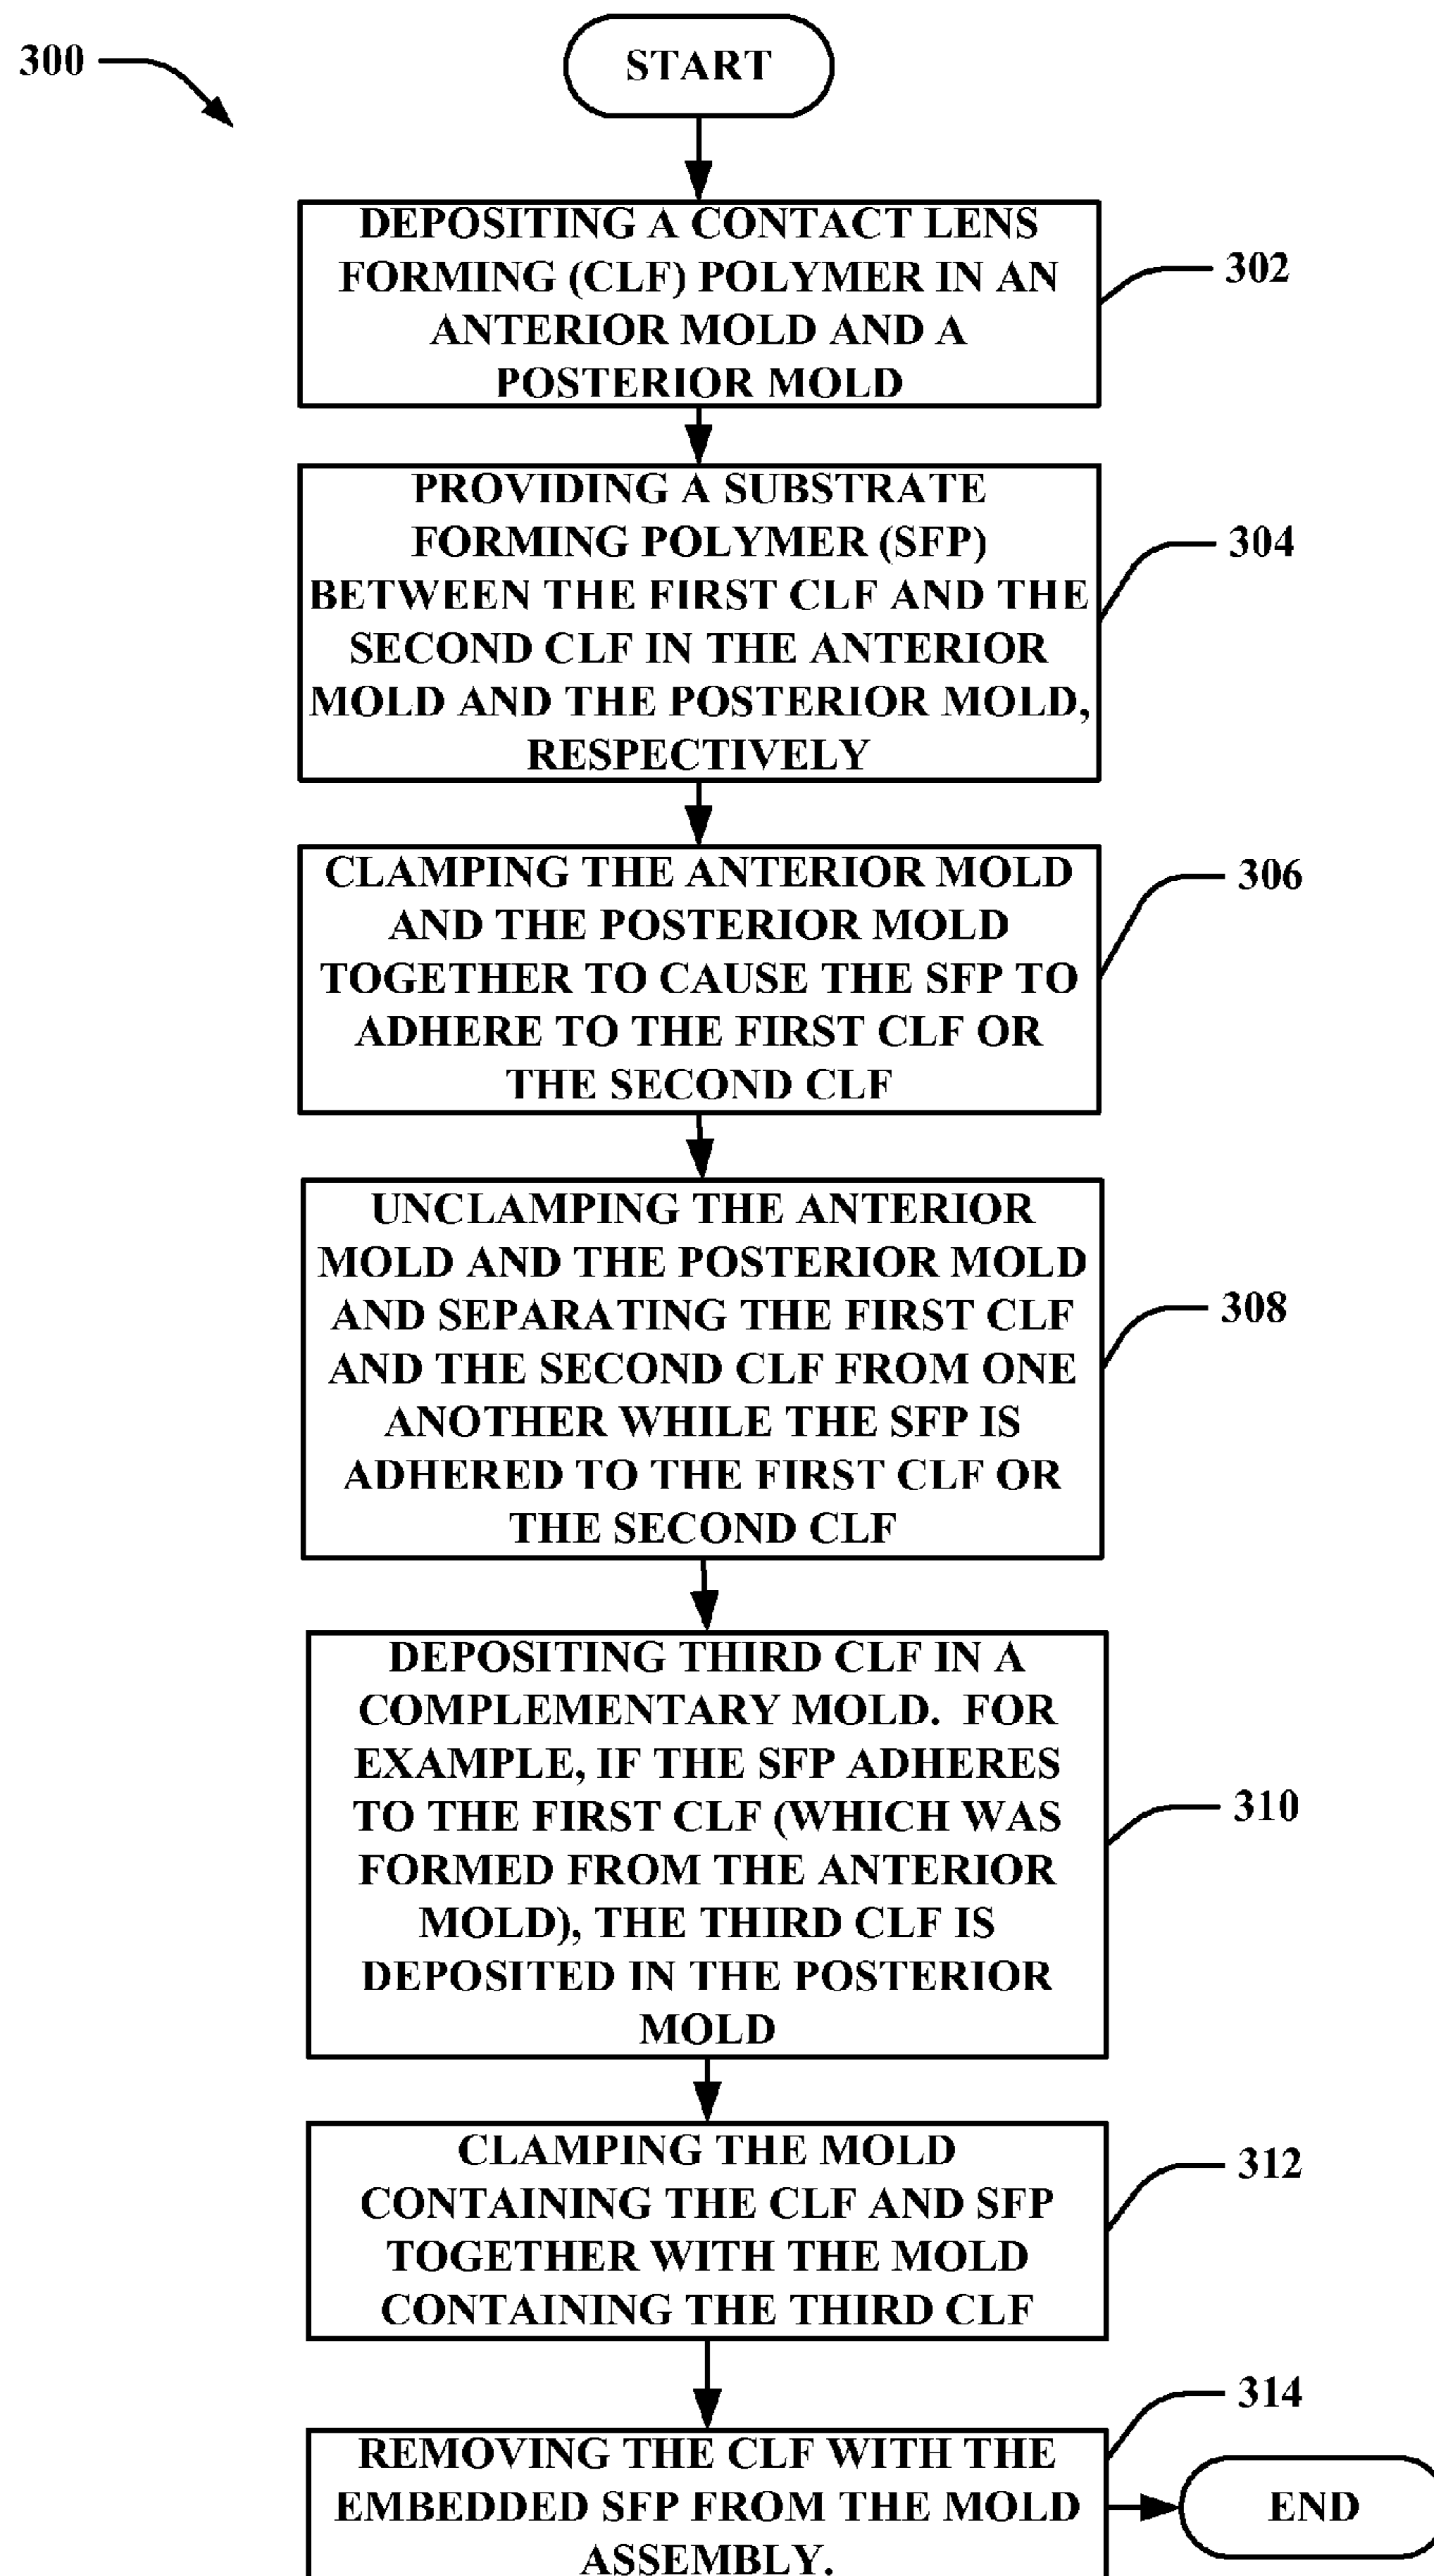 300
START
DEPOSITING A CONTACT LENS
FORMING (CLF) POLYMER IN AN
ANTERIOR MOLD AND A
POSTERIOR MOLD
302
PROVIDING A SUBSTRATE
FORMING POLYMER (SFP)
BETWEEN THE FIRST CLF AND THE
SECOND CLF IN THE ANTERIOR
MOLD AND THE POSTERIOR MOLD,
RESPECTIVELY
304
CLAMPING THE ANTERIOR MOLD
AND THE POSTERIOR MOLD
TOGETHER TO CAUSE THE SFP TO
ADHERE TO THE FIRST CLF OR
THE SECOND CLF
306
UNCLAMPING THE ANTERIOR
MOLD AND THE POSTERIOR MOLD
AND SEPARATING THE FIRST CLF
AND THE SECOND CLF FROM ONE
ANOTHER WHILE THE SFP IS
ADHERED TO THE FIRST CLF OR
THE SECOND CLF
308
DEPOSITING THIRD CLF IN A
COMPLEMENTARY MOLD.  FOR
EXAMPLE, IF THE SFP ADHERES
TO THE FIRST CLF (WHICH WAS
FORMED FROM THE ANTERIOR
MOLD), THE THIRD CLF IS
DEPOSITED IN THE POSTERIOR
MOLD
310
CLAMPING THE MOLD
CONTAINING THE CLF AND SFP
TOGETHER WITH THE MOLD
CONTAINING THE THIRD CLF
312
314
REMOVING THE CLF WITH THE
EMBEDDED SFP FROM THE MOLD
ASSEMBLY.
END